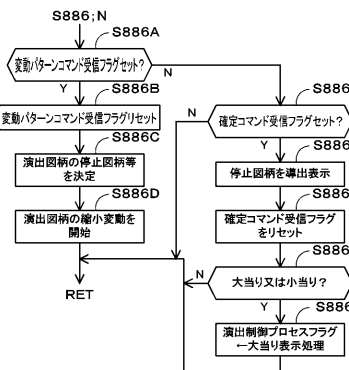 S886;N
S886A
変動パターンコマンド受信フラグセット?
N
Y
S886B
変動パターンコマンド受信フラグリセット
S886C
演出図柄の停止図柄等
を決定
S886D
演出図柄の縮小変動を
開始
RET
S886
N
確定コマンド受信フラグセット?
Y
S886
停止図柄を導出表示
S886
確定コマンド受信フラグ
をリセット
S886
N
大当り又は小当り?
Y
S886
演出制御プロセスフラグ
←大当り表示処理